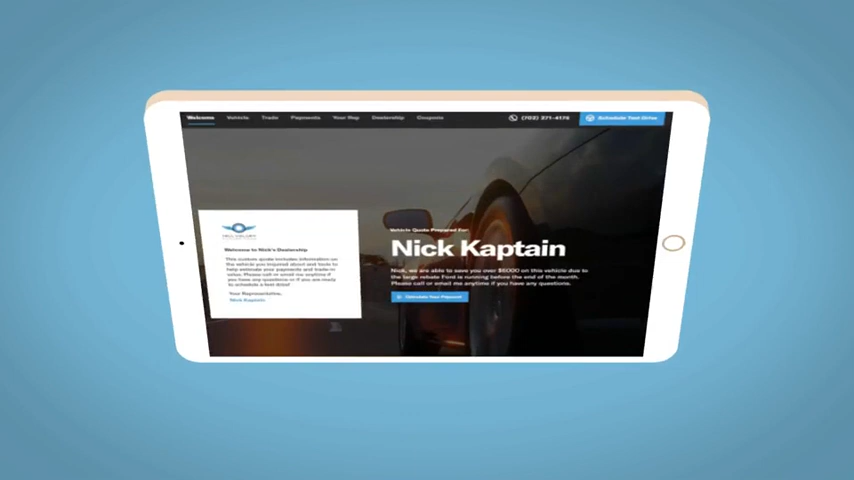 Welcome Vehicle Trade Payments Your Rep Dealership Coupons (702) 371-4176 Schedule Test Drive
Welcome to Nick's Dealership
This custom quote includes information on
the vehicle you inquired about and tools to
help estimate your payments and trade-in
value. Please call or email me anytime if
you have any questions or if you are ready
to schedule a test drive!
Your Representative,
Nick Kaptain
Vehicle Quote Prepared For:
Nick Kaptain
Nick, we are able to save you over $6000 on this vehicle due to
the large rebate Ford is running before the end of the month.
Please call or email me anytime if you have any questions.
Calculate Your Payment